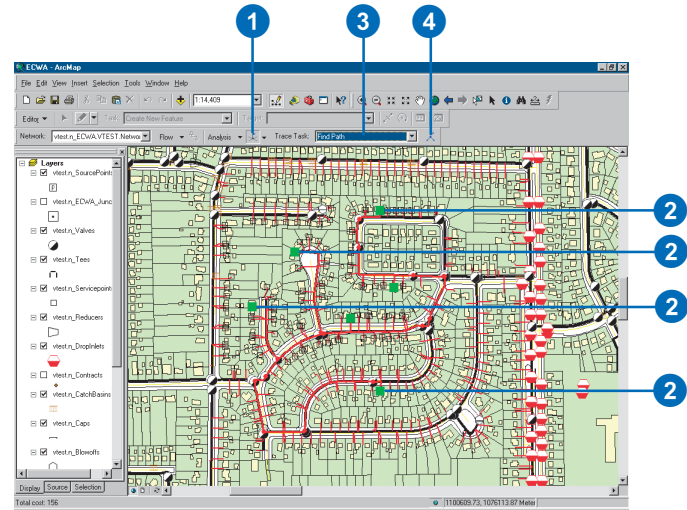 1
3
4
ECWA - ArcMap
File Edit View Insert Selection Tools Window Help
1:14,409
Editor Task: Create New Feature Target:
Network: vtest.n_ECWA.VTEST.Networ Flow Analysis Trace Task: Find Path
Layers
vtest.n_SourcePoints
vtest.n_ECWA_Junc
vtest.n_Valves
vtest.n_Tees
vtest.n_Servicepoint
vtest.n_Reducers
vtest.n_DropInlets
vtest.n_Contracts
vtest.n_CatchBasins
vtest.n_Caps
vtest.n_Blowoffs
2
2
2
2
Display Source Selection
Total cost: 156
1100609.73, 1076113.87 Meter